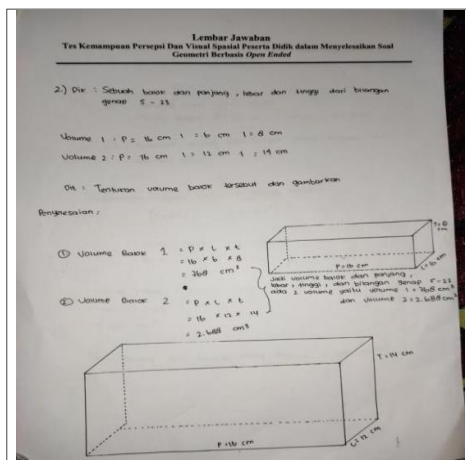 Lembar Jawaban
Tes Kemampuan Persepsi Dan Visual Spasial Peserta Didik dalam Menyelesaikan Soal
Geometri Berbasis Open Ended
2.) Dik : Sebuah balok dan panjang, lebar dan tinggi dari bilangan
genap 5 - 23
Volume 1 : P = 16 cm l = 6 cm t = 8 cm
Volume 2 : P = 16 cm l = 12 cm t = 14 cm
Dit : Tentukan volume balok tersebut dan gambarkan
Penyelesaian :
① Volume Balok 1 = P x L x t
= 16 x 6 x 8
= 768 cm³
T = 8 cm
P = 16 cm
L = 6 cm
Jadi volume balok dan panjang,
lebar, tinggi, dari bilangan genap 5-23
ada 2 volume yaitu volume 1 = 768 cm³
dan volume 2 = 2.688 cm³
② Volume Balok 2 = P x L x t
= 16 x 12 x 14
= 2.688 cm³
T = 14 cm
P = 16 cm
L = 12 cm